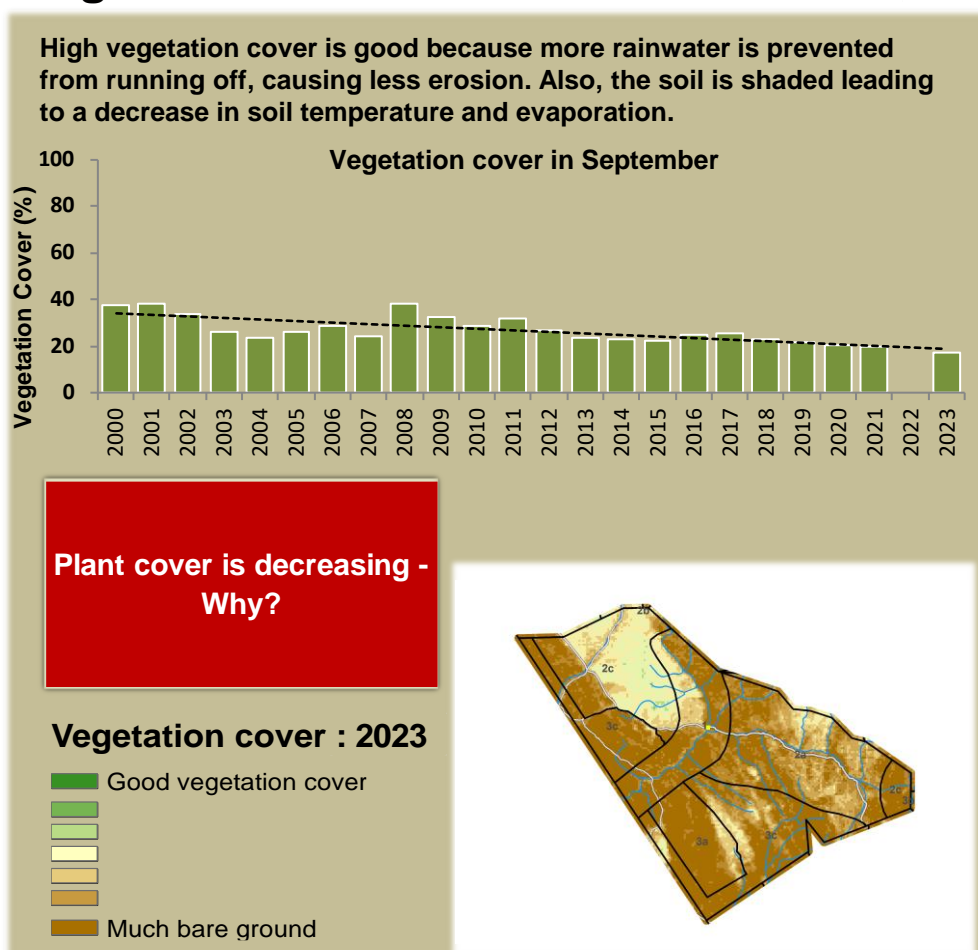 High vegetation cover is good because more rainwater is prevented
from running off, causing less erosion. Also, the soil is shaded leading
to a decrease in soil temperature and evaporation.
Vegetation cover in September
Vegetation Cover (%)
100
80
60
40
20
0
2000
2001
2002
2003
2004
2005
2006
2007
2008
2009
2010
2011
2012
2013
2014
2015
2016
2017
2018
2019
2020
2021
2022
2023
Plant cover is decreasing -
Why?
Vegetation cover : 2023
Good vegetation cover
Much bare ground
2c
3c
3a
3c